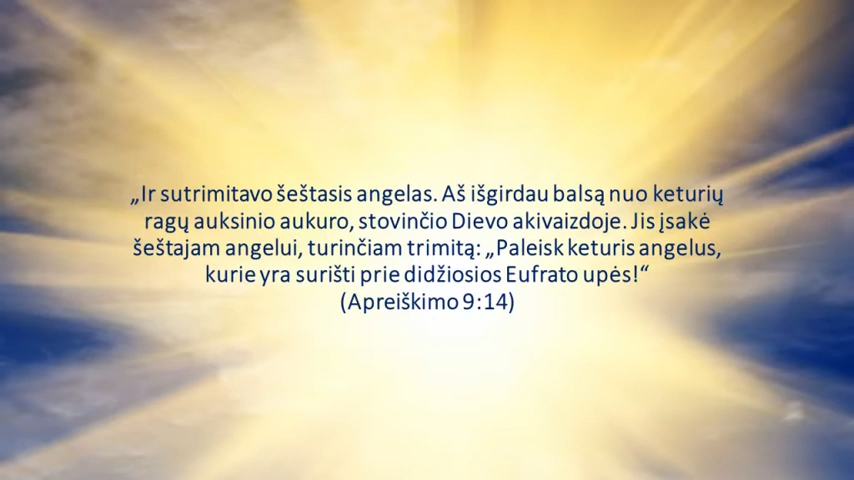 „Ir sutrimitavo šeštasis angelas. Aš išgirdau balsą nuo keturių
ragų auksinio aukuro, stovinčio Dievo akivaizdoje. Jis įsakė
šeštajam angelui, turinčiam trimitą: „Paleisk keturis angelus,
kurie yra surišti prie didžiosios Eufrato upės!“
(Apreiškimo 9:14)